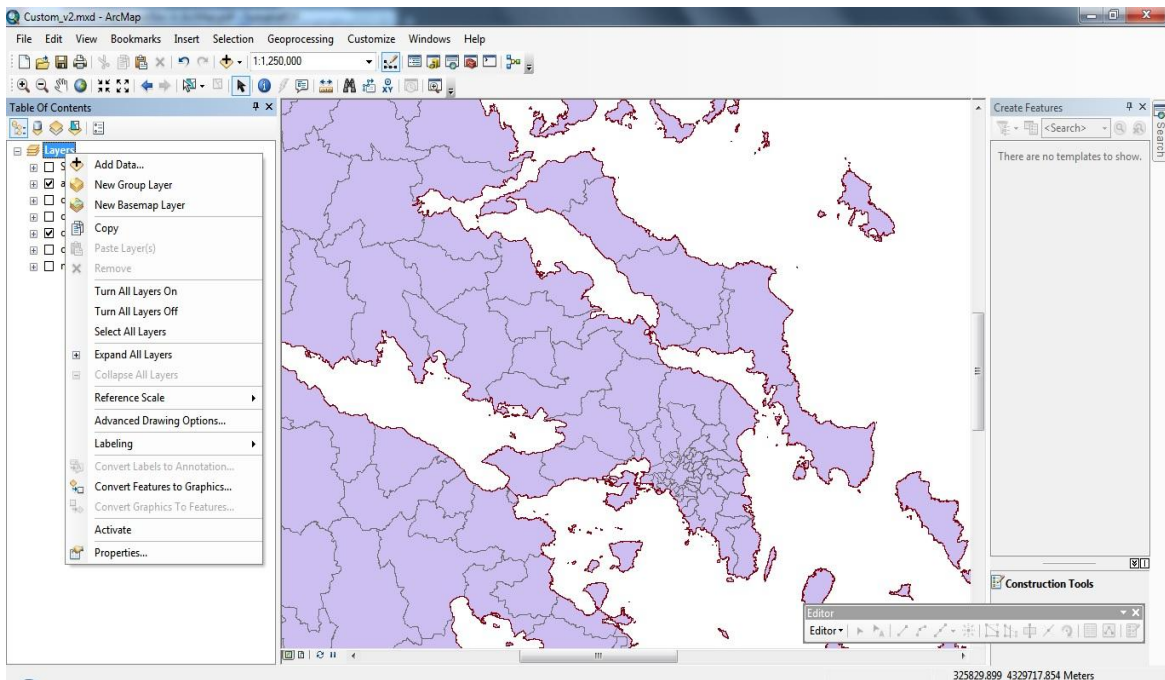 Custom_v2.mxd - ArcMap
File Edit View Bookmarks Insert Selection Geoprocessing Customize Windows Help
1:1,250,000
Table Of Contents
Create Features
<Search>
Search
There are no templates to show.
Layers
Add Data...
New Group Layer
New Basemap Layer
Copy
Paste Layer(s)
Remove
Turn All Layers On
Turn All Layers Off
Select All Layers
Expand All Layers
Collapse All Layers
Reference Scale
Advanced Drawing Options...
Labeling
Convert Labels to Annotation...
Convert Features to Graphics...
Convert Graphics To Features...
Activate
Properties...
Construction Tools
Editor
Editor
325829.899 4329717.854 Meters